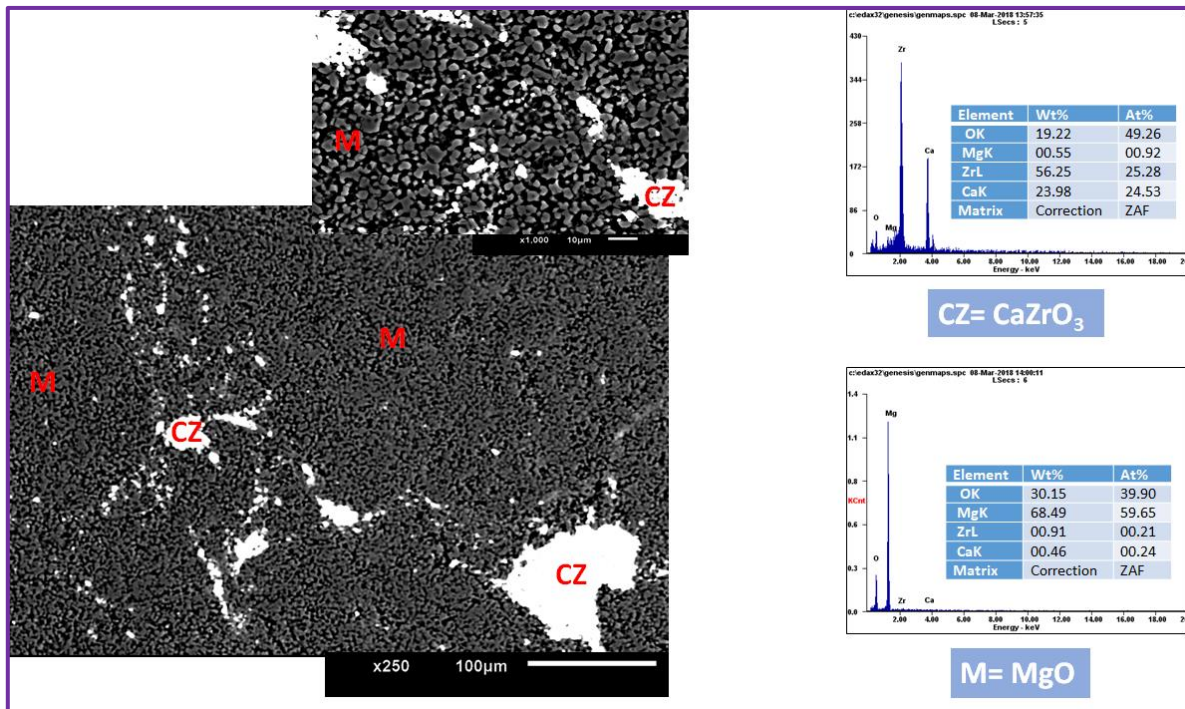 M
CZ
x1,000 10µm
M
M
CZ
CZ
x250 100µm
c:\edax32\genesis\genmaps.spc 08-Mar-2018 13:57:35
LSecs : 5
430
344
258
172
86
0
Zr
Ca
O
Mg
2.00 4.00 6.00 8.00 10.00 12.00 14.00 16.00 18.00 20
Energy - keV
Element Wt% At%
OK 19.22 49.26
MgK 00.55 00.92
ZrL 56.25 25.28
CaK 23.98 24.53
Matrix Correction ZAF
CZ= CaZrO3
c:\edax32\genesis\genmaps.spc 08-Mar-2018 14:00:11
LSecs : 6
1.4
1.1
0.8
KCnt
0.6
0.3
0.0
Mg
O
Zr
Ca
2.00 4.00 6.00 8.00 10.00 12.00 14.00 16.00 18.00 20
Energy - keV
Element Wt% At%
OK 30.15 39.90
MgK 68.49 59.65
ZrL 00.91 00.21
CaK 00.46 00.24
Matrix Correction ZAF
M= MgO